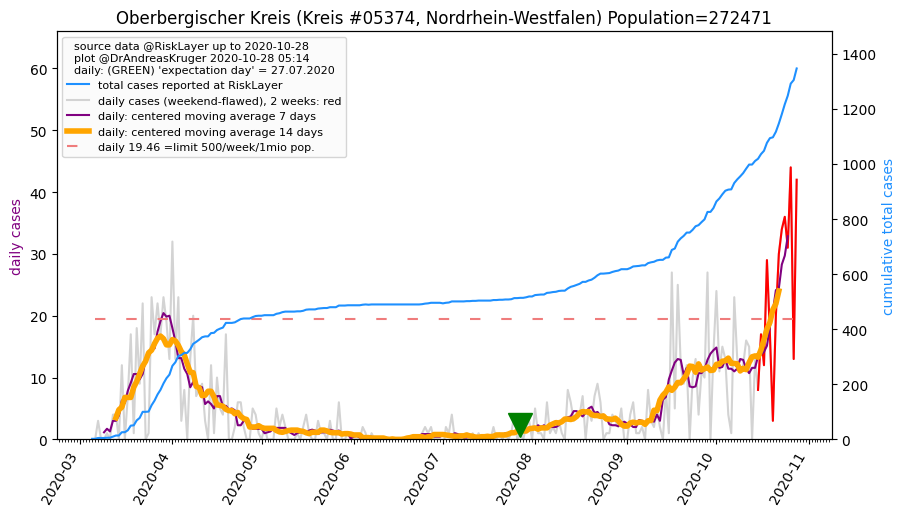 Oberbergischer Kreis (Kreis #05374, Nordrhein-Westfalen) Population=272471
source data @RiskLayer up to 2020-10-28
plot @DrAndreasKruger 2020-10-28 05:14
daily: (GREEN) 'expectation day' = 27.07.2020
total cases reported at RiskLayer
daily cases (weekend-flawed), 2 weeks: red
daily: centered moving average 7 days
daily: centered moving average 14 days
daily 19.46 =limit 500/week/1mio pop.
daily cases
60
50
40
30
20
10
0
cumulative total cases
1400
1200
1000
800
600
400
200
0
2020-03
2020-04
2020-05
2020-06
2020-07
2020-08
2020-09
2020-10
2020-11